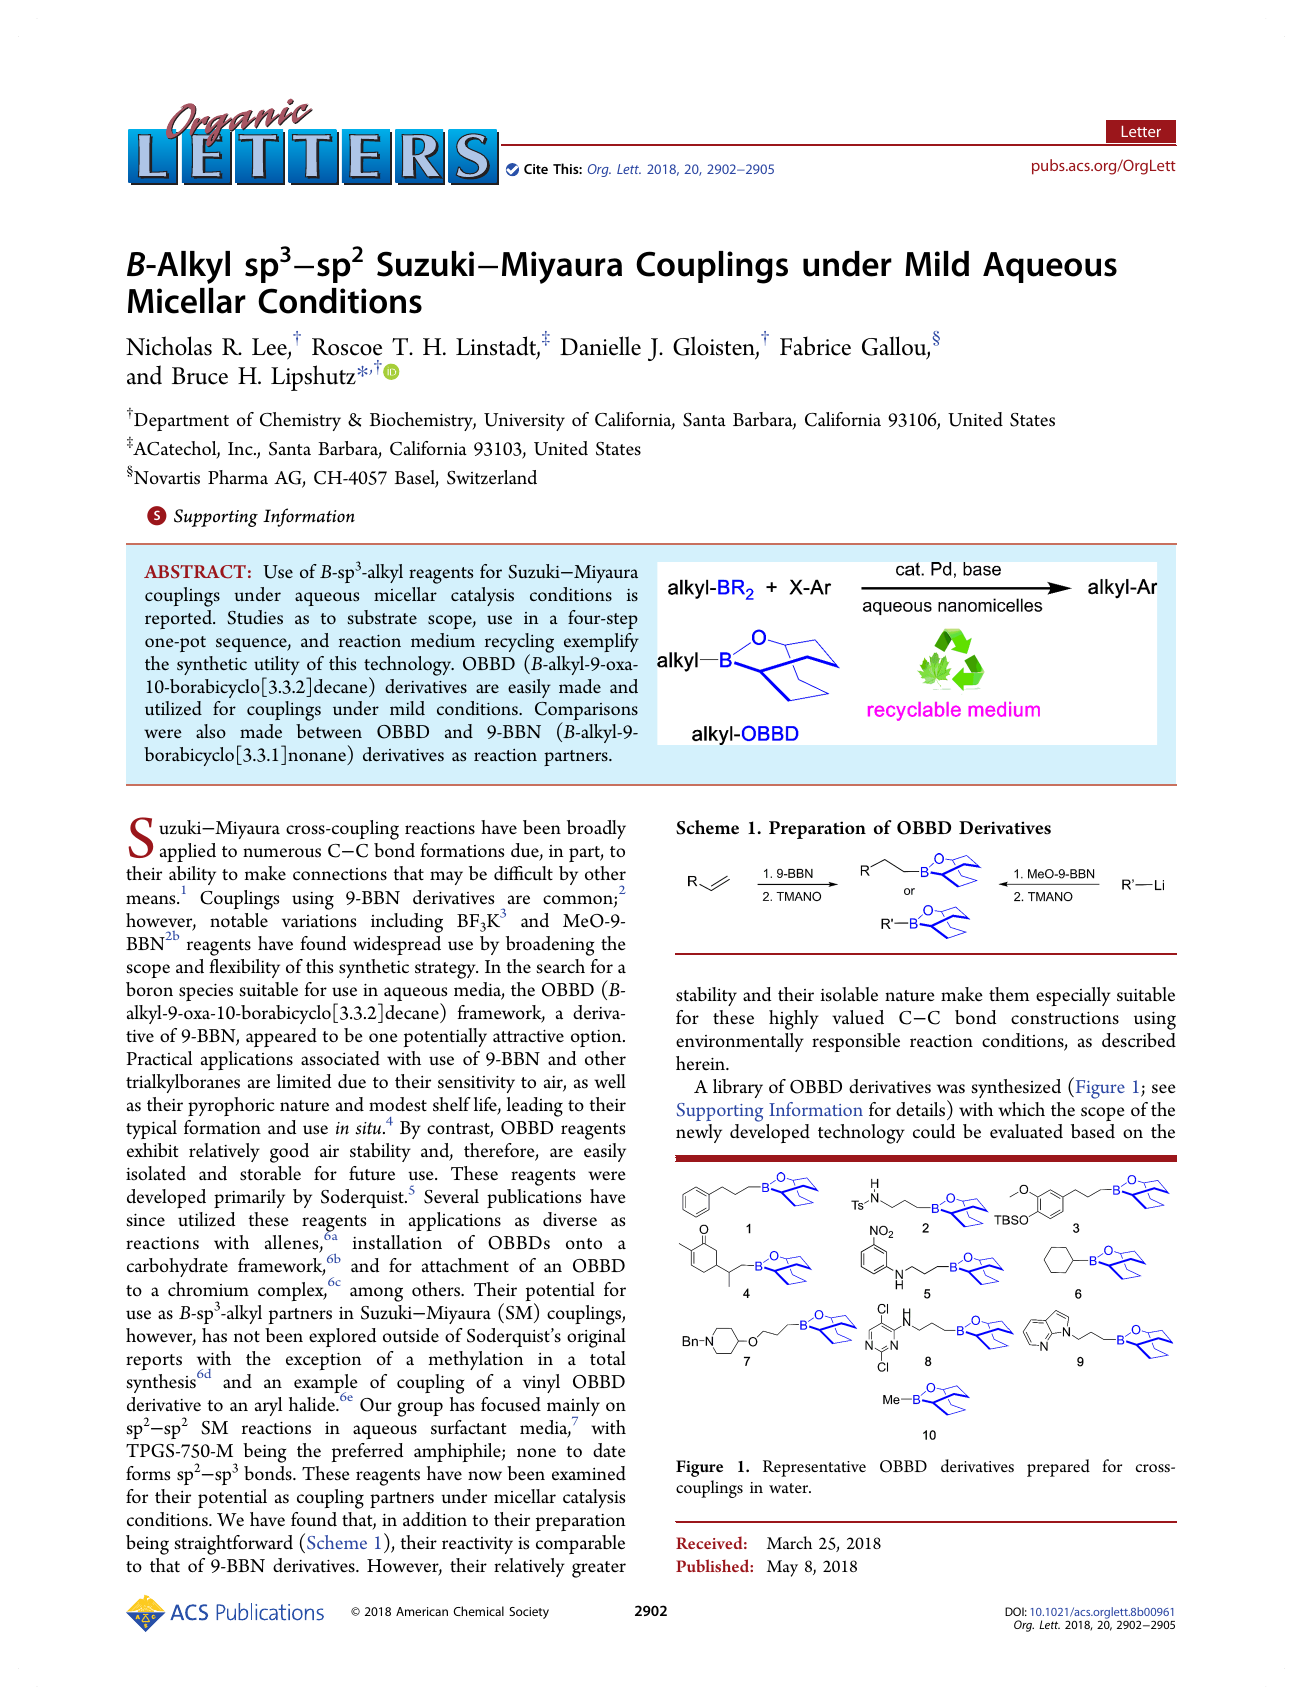 Organic
LETTERS
Letter
Cite This: Org. Lett. 2018, 20, 2902−2905
pubs.acs.org/OrgLett
B-Alkyl sp³−sp² Suzuki−Miyaura Couplings under Mild Aqueous
Micellar Conditions
Nicholas R. Lee,† Roscoe T. H. Linstadt,‡ Danielle J. Gloisten,† Fabrice Gallou,§
and Bruce H. Lipshutz*,†
†Department of Chemistry & Biochemistry, University of California, Santa Barbara, California 93106, United States
‡ACatechol, Inc., Santa Barbara, California 93103, United States
§Novartis Pharma AG, CH-4057 Basel, Switzerland
S Supporting Information
ABSTRACT: Use of B-sp³-alkyl reagents for Suzuki−Miyaura
couplings under aqueous micellar catalysis conditions is
reported. Studies as to substrate scope, use in a four-step
one-pot sequence, and reaction medium recycling exemplify
the synthetic utility of this technology. OBBD (B-alkyl-9-oxa-
10-borabicyclo[3.3.2]decane) derivatives are easily made and
utilized for couplings under mild conditions. Comparisons
were also made between OBBD and 9-BBN (B-alkyl-9-
borabicyclo[3.3.1]nonane) derivatives as reaction partners.
alkyl-BR₂ + X-Ar
cat. Pd, base
aqueous nanomicelles
alkyl-Ar
alkyl B O
recyclable medium
alkyl-OBBD
Suzuki−Miyaura cross-coupling reactions have been broadly
applied to numerous C−C bond formations due, in part, to
their ability to make connections that may be difficult by other
means.¹ Couplings using 9-BBN derivatives are common;²
however, notable variations including BF₃K³ and MeO-9-
BBN²ᵇ reagents have found widespread use by broadening the
scope and flexibility of this synthetic strategy. In the search for a
boron species suitable for use in aqueous media, the OBBD (B-
alkyl-9-oxa-10-borabicyclo[3.3.2]decane) framework, a deriva-
tive of 9-BBN, appeared to be one potentially attractive option.
Practical applications associated with use of 9-BBN and other
trialkylboranes are limited due to their sensitivity to air, as well
as their pyrophoric nature and modest shelf life, leading to their
typical formation and use in situ.⁴ By contrast, OBBD reagents
exhibit relatively good air stability and, therefore, are easily
isolated and storable for future use. These reagents were
developed primarily by Soderquist.⁵ Several publications have
since utilized these reagents in applications as diverse as
reactions with allenes,⁶ᵃ installation of OBBDs onto a
carbohydrate framework,⁶ᵇ and for attachment of an OBBD
to a chromium complex,⁶ᶜ among others. Their potential for
use as B-sp³-alkyl partners in Suzuki−Miyaura (SM) couplings,
however, has not been explored outside of Soderquist's original
reports with the exception of a methylation in a total
synthesis⁶ᵈ and an example of coupling of a vinyl OBBD
derivative to an aryl halide.⁶ᵉ Our group has focused mainly on
sp²−sp² SM reactions in aqueous surfactant media,⁷ with
TPGS-750-M being the preferred amphiphile; none to date
forms sp²−sp³ bonds. These reagents have now been examined
for their potential as coupling partners under micellar catalysis
conditions. We have found that, in addition to their preparation
being straightforward (Scheme 1), their reactivity is comparable
to that of 9-BBN derivatives. However, their relatively greater
Scheme 1. Preparation of OBBD Derivatives
R
1. 9-BBN
2. TMANO
R B O
or
R'−B O
1. MeO-9-BBN
2. TMANO
R'−Li
stability and their isolable nature make them especially suitable
for these highly valued C−C bond constructions using
environmentally responsible reaction conditions, as described
herein.
A library of OBBD derivatives was synthesized (Figure 1; see
Supporting Information for details) with which the scope of the
newly developed technology could be evaluated based on the
B O
1
Ts N H B O
2
O TBSO B O
3
O B O
4
NO₂ N H B O
5
B O
6
Bn N O B O
7
Cl N N Cl H N B O
8
N N B O
9
Me B O
10
Figure 1. Representative OBBD derivatives prepared for cross-
couplings in water.
Received: March 25, 2018
Published: May 8, 2018
ACS Publications
© 2018 American Chemical Society
2902
DOI: 10.1021/acs.orglett.8b00961
Org. Lett. 2018, 20, 2902−2905